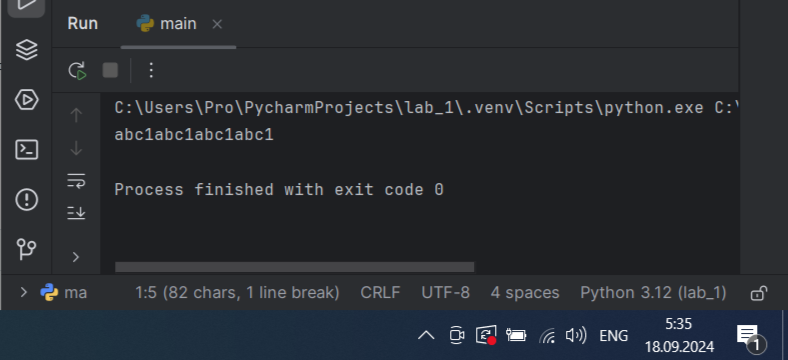 Run main
C:\Users\Pro\PycharmProjects\lab_1\.venv\Scripts\python.exe C:\
abc1abc1abc1abc1
Process finished with exit code 0
ma 1:5 (82 chars, 1 line break) CRLF UTF-8 4 spaces Python 3.12 (lab_1)
ENG
5:35
18.09.2024
1